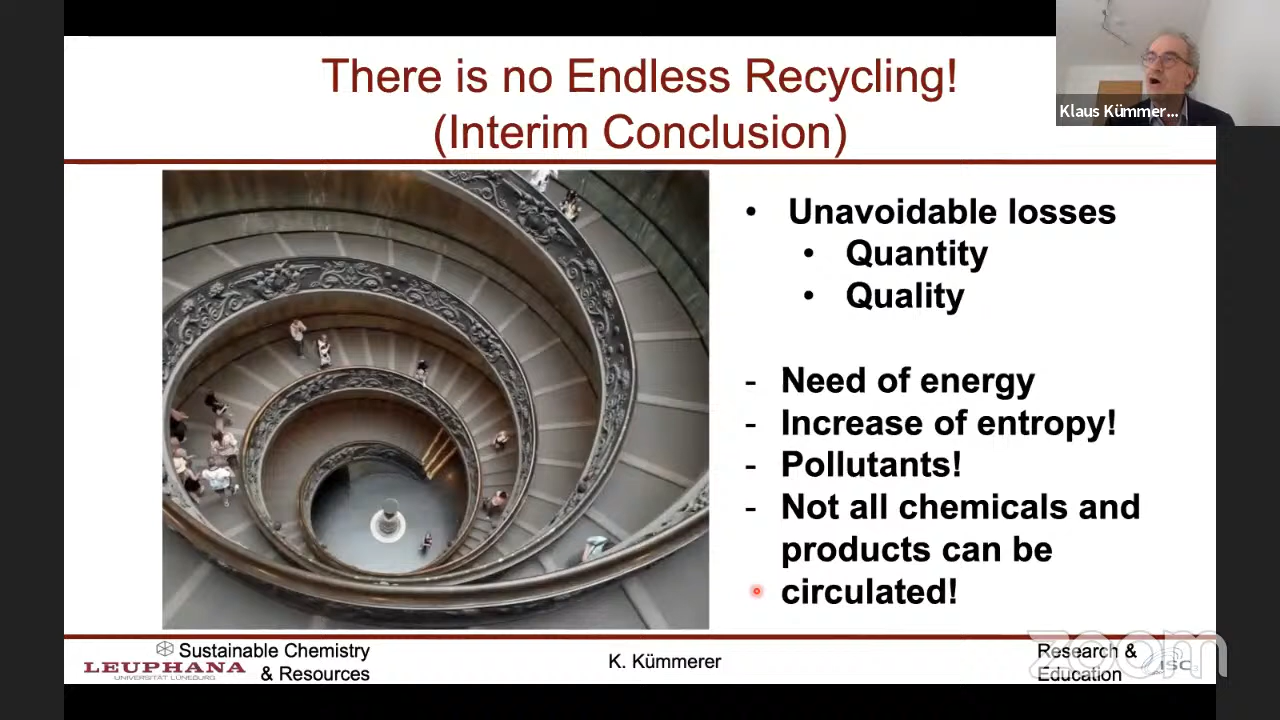 There is no Endless Recycling!
(Interim Conclusion)
Klaus Kümmer...
• Unavoidable losses
• Quantity
• Quality
- Need of energy
- Increase of entropy!
- Pollutants!
- Not all chemicals and
products can be
circulated!
Sustainable Chemistry
& Resources
LEUPHANA
UNIVERSITÄT LÜNEBURG
K. Kümmerer
Research &
Education
zoom